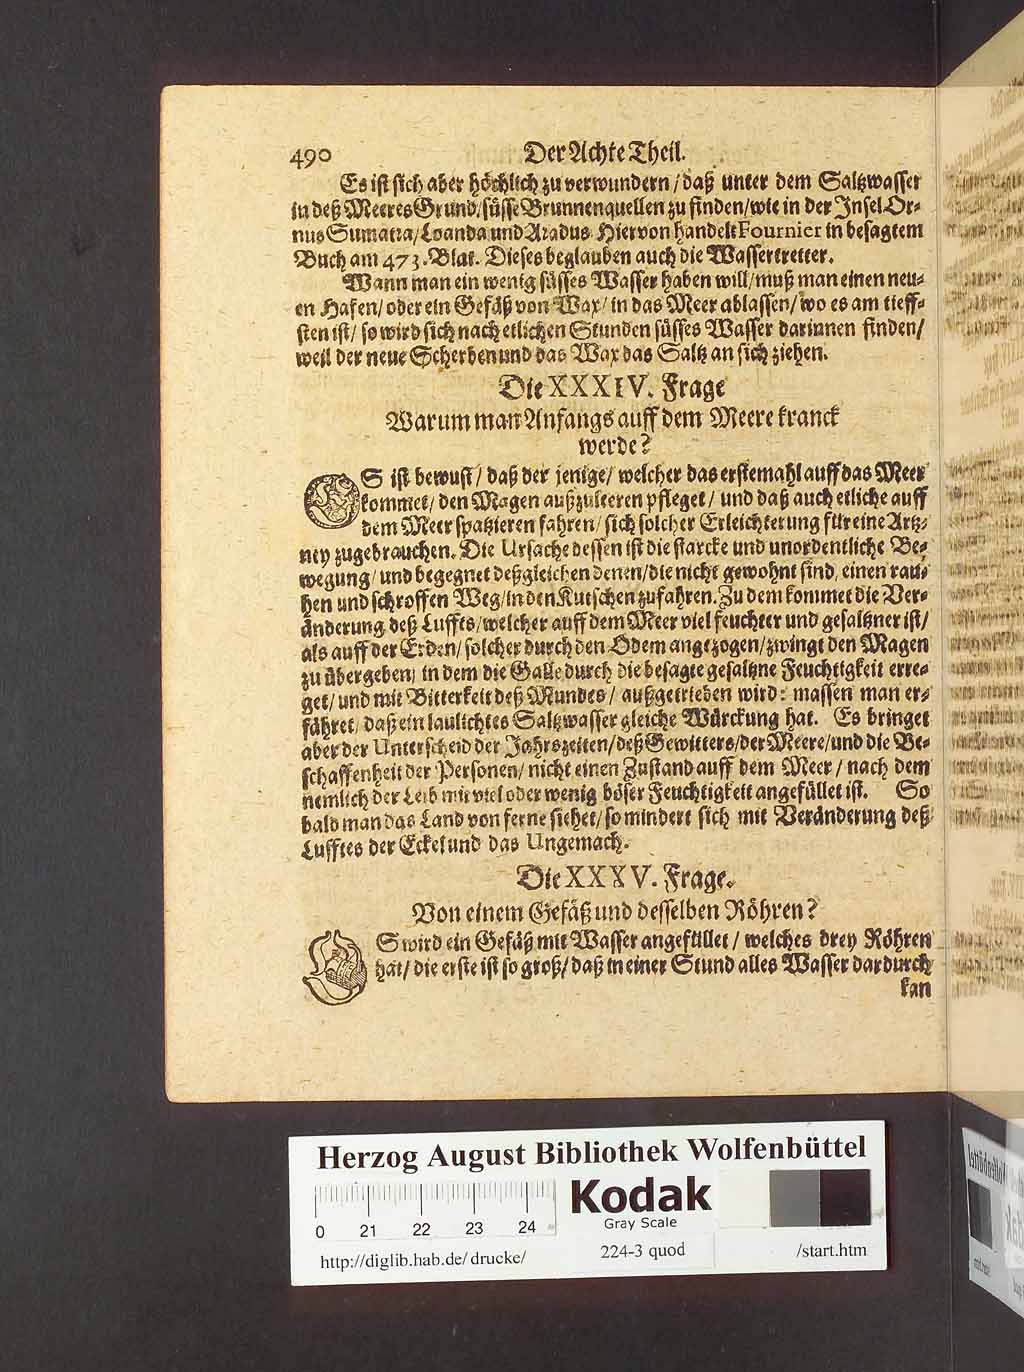 490 Der Achte Theil.
Es ist sich aber höchlich zu verwundern / daß unter dem Saltzwasser
in deß Meeres Grund / süsse Brunnenquellen zu finden / wie in der Insel Or-
nus Sumatra / Loanda und Aradus. Hiervon handelt Fournier in besagtem
Buch am 473. Blat. Dieses beglauben auch die Wassertretter.
Wann man ein wenig süsses Wasser haben will / muß man einen neu-
en Hafen / oder ein Gefäß von Wax / in das Meer ablassen / wo es am tieff-
sten ist / so wird sich nach etlichen Stunden süsses Wasser darinnen finden /
weil der neue Scherben und das Wax das Saltz an sich ziehen.
Die XXXIV. Frage
Warum man Anfangs auff dem Meere kranck
werde?
ES ist bewust / daß der jenige / welcher das erstemahl auff das Meer
kommet / den Magen außzuleeren pfleget / und daß auch etliche auff
dem Meer spatzieren fahren / sich solcher Erleichterung für eine Artz-
ney zugebrauchen. Die Ursache dessen ist die starcke und unordentliche Be-
wegung / und begegnet deßgleichen denen / die nicht gewohnt sind, einen rau-
hen und schroffen Weg / in den Kutschen zufahren. Zu dem kommet die Ver-
änderung deß Luffts / welcher auff dem Meer viel feuchter und gesaltzner ist /
als auff der Erden / solcher durch den Odem angezogen / zwingt den Magen
zu übergeben / in dem die Galle durch die besagte gesaltzne Feuchtigkeit erre-
get / und mit Bitterkeit deß Mundes / außgetrieben wird: massen man er-
fähret / daß ein laulichtes Saltzwasser gleiche Würckung hat. Es bringet
aber der Unterscheid der Jahrszeiten / deß Gewitters / der Meere / und die Be-
schaffenheit der Personen / nicht einen Zustand auff dem Meer / nach dem
nemlich der Leib mit viel oder wenig böser Feuchtigkeit angefüllet ist. So
bald man das Land von ferne siehet / so mindert sich mit Veränderung deß
Lufftes der Eckel und das Ungemach.
Die XXXV. Frage.
Von einem Gefäß und desselben Röhren?
ES wird ein Gefäß mit Wasser angefüllet / welches drey Röhren
hat / die erste ist so groß / daß in einer Stund alles Wasser dardurch
kan
Herzog August Bibliothek Wolfenbüttel
0 21 22 23 24
Kodak
Gray Scale
http://diglib.hab.de/ drucke/ 224-3 quod /start.htm